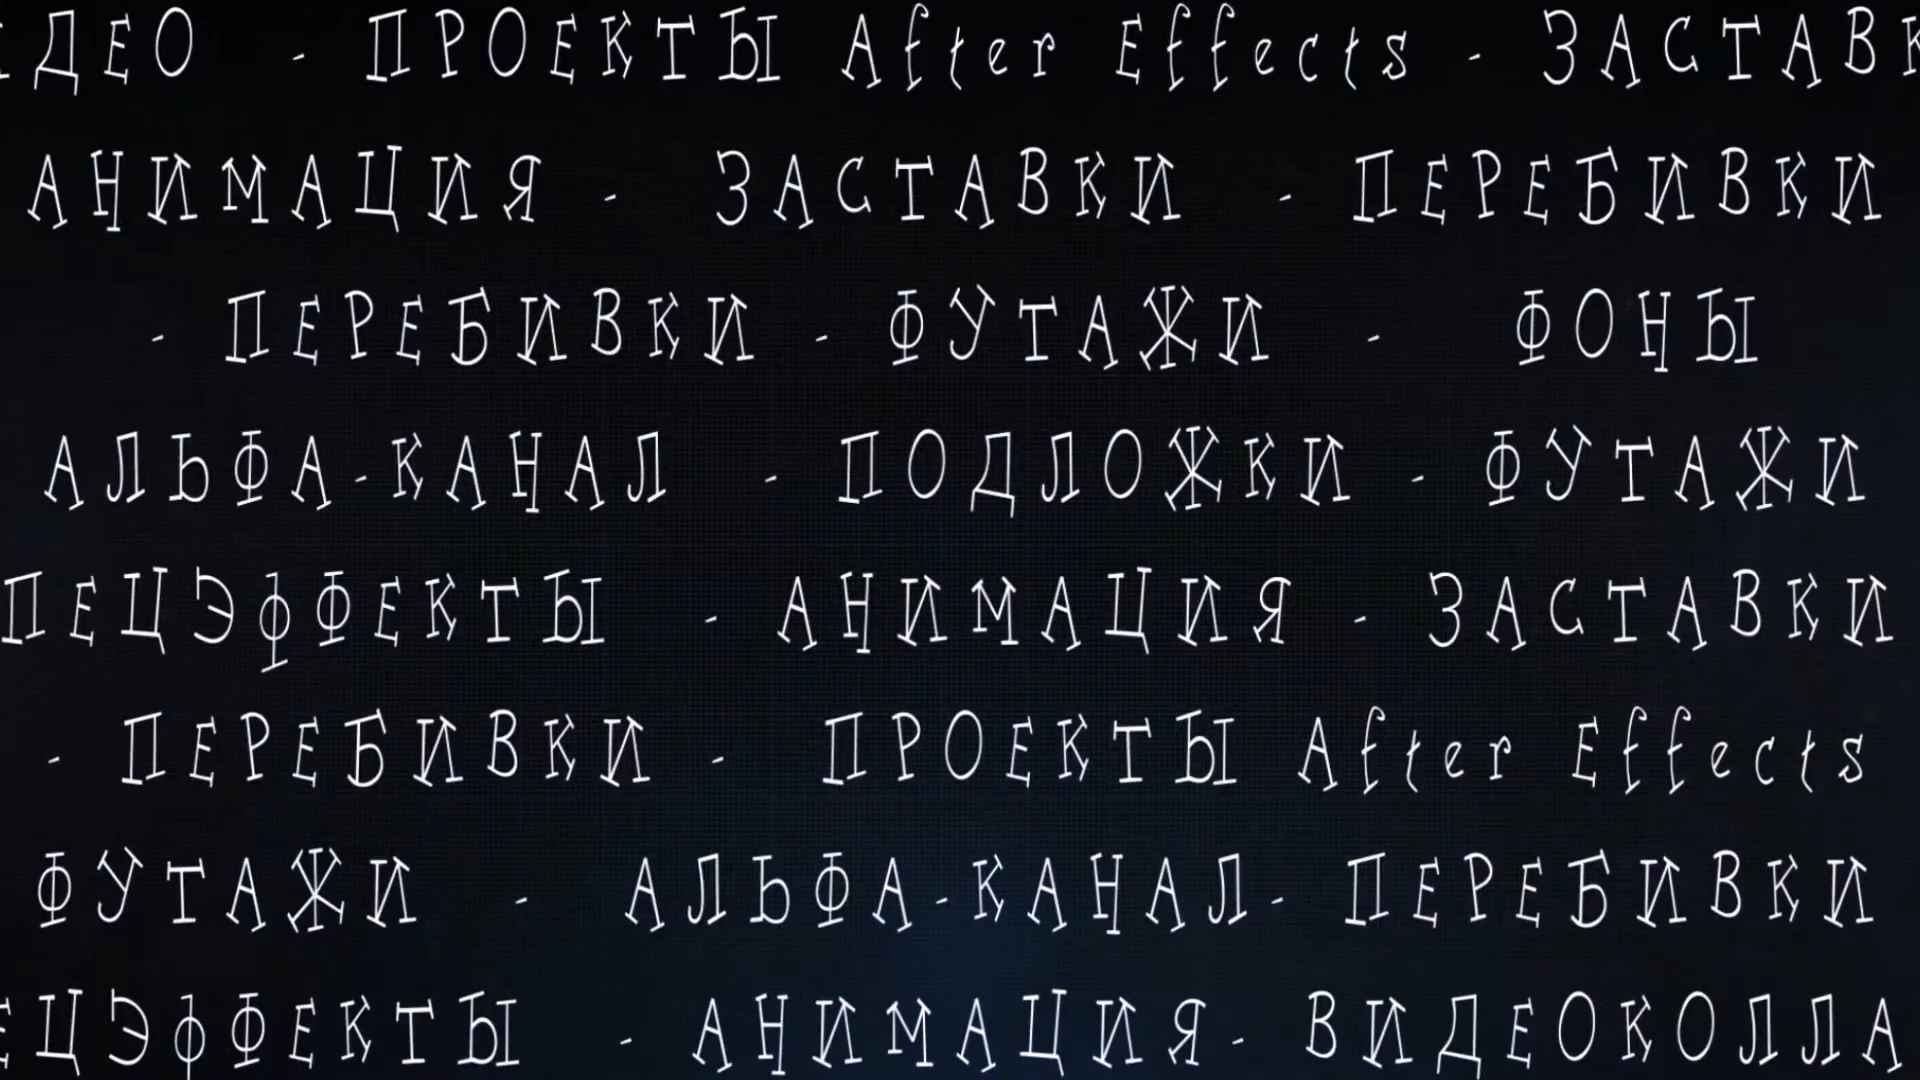 ДЕО - ПРОЕКТЫ After Effects - ЗАСТАВК
АНИМАЦИЯ - ЗАСТАВКИ - ПЕРЕБИВКИ
- ПЕРЕБИВКИ - ФУТАЖИ - ФОНЫ
АЛЬФА-КАНАЛ - ПОДЛОЖКИ - ФУТАЖИ
ПЕЦЭфФЕКТЫ - АНИМАЦИЯ - ЗАСТАВКИ
- ПЕРЕБИВКИ - ПРОЕКТЫ After Effects
ФУТАЖИ - АЛЬФА-КАНАЛ- ПЕРЕБИВКИ
ЕЦЭфФЕКТЫ - АНИМАЦИЯ- ВИДЕОКОЛЛА